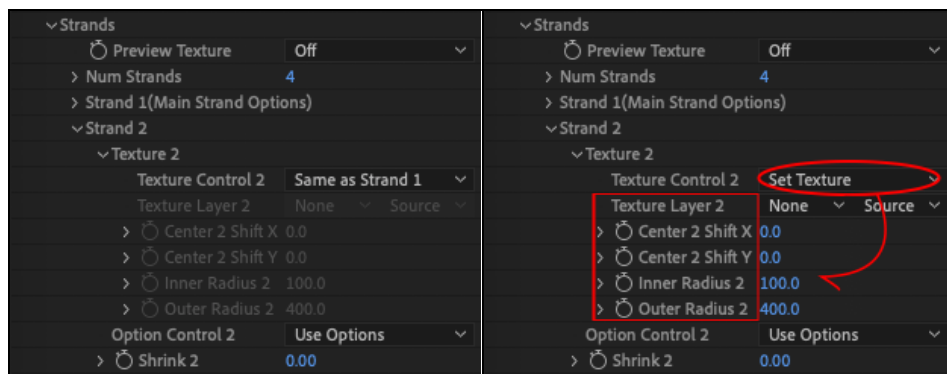 Strands
Preview Texture Off
Num Strands 4
Strand 1(Main Strand Options)
Strand 2
Texture 2
Texture Control 2 Same as Strand 1
Texture Layer 2 None Source
Center 2 Shift X 0.0
Center 2 Shift Y 0.0
Inner Radius 2 100.0
Outer Radius 2 400.0
Option Control 2 Use Options
Shrink 2 0.00
Strands
Preview Texture Off
Num Strands 4
Strand 1(Main Strand Options)
Strand 2
Texture 2
Texture Control 2 Set Texture
Texture Layer 2 None Source
Center 2 Shift X 0.0
Center 2 Shift Y 0.0
Inner Radius 2 100.0
Outer Radius 2 400.0
Option Control 2 Use Options
Shrink 2 0.00